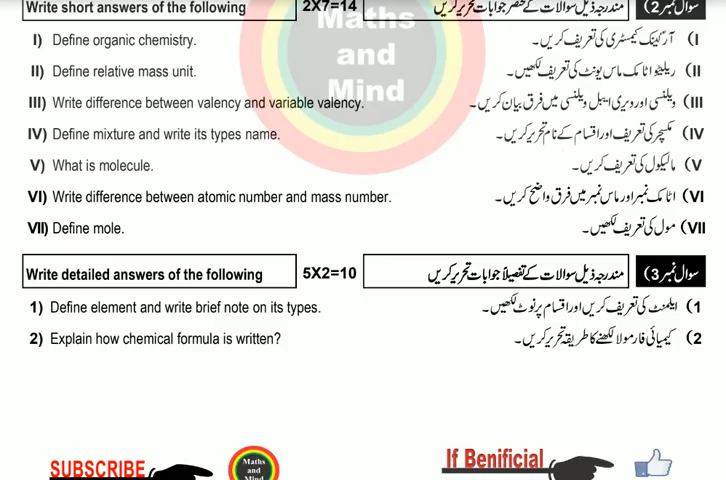 Write short answers of the following 2X7=14 مندرجہ ذیل سوالات کے مختصر جوابات تحریر کریں سوال نمبر 2)
Maths
and
Mind
I) Define organic chemistry. I) آرگینک کیمسٹری کی تعریف کریں۔
II) Define relative mass unit. II) ریلیٹو اٹامک ماس یونٹ کی تعریف لکھیں۔
III) Write difference between valency and variable valency. III) ویلنسی اور ویری ایبل ویلنسی میں فرق بیان کریں۔
IV) Define mixture and write its types name. IV) مکسچر کی تعریف اور اقسام کے نام تحریر کریں۔
V) What is molecule. V) مالیکیول کی تعریف کریں۔
VI) Write difference between atomic number and mass number. VI) اٹامک نمبر اور ماس نمبر میں فرق واضح کریں۔
VII) Define mole. VII) مول کی تعریف لکھیں۔
Write detailed answers of the following 5X2=10 مندرجہ ذیل سوالات کے تفصیلاً جوابات تحریر کریں سوال نمبر 3)
1) Define element and write brief note on its types. 1) ایلیمنٹ کی تعریف کریں اور اقسام پر نوٹ لکھیں۔
2) Explain how chemical formula is written? 2) کیمیائی فارمولا لکھنے کا طریقہ تحریر کریں۔
SUBSCRIBE
Maths
and
Mind
If Benificial